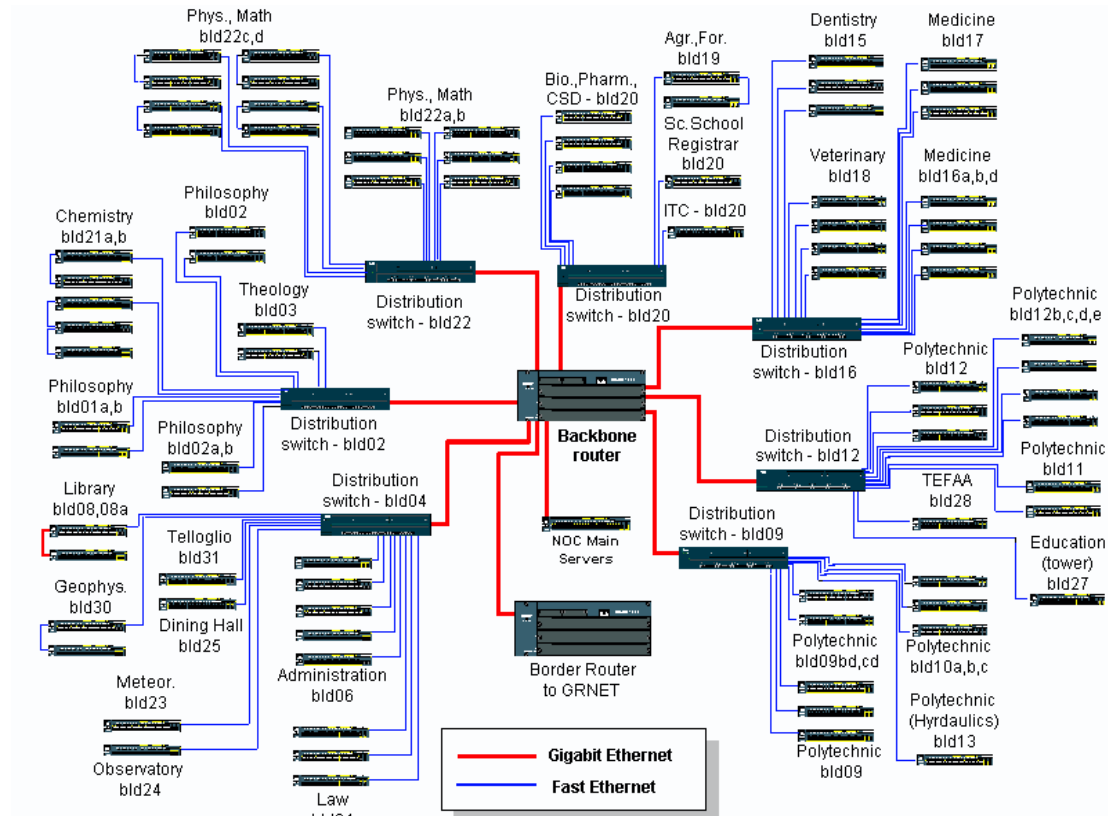 Phys., Math
bld22c,d
Phys., Math
bld22a,b
Bio.,Pharm.,
CSD - bld20
Agr.,For.
bld19
Sc.School
Registrar
bld20
ITC - bld20
Dentistry
bld15
Medicine
bld17
Veterinary
bld18
Medicine
bld16a,b,d
Chemistry
bld21a,b
Philosophy
bld02
Theology
bld03
Distribution
switch - bld22
Distribution
switch - bld20
Distribution
switch - bld16
Polytechnic
bld12b,c,d,e
Polytechnic
bld12
Philosophy
bld01a,b
Philosophy
bld02a,b
Distribution
switch - bld02
Backbone
router
Distribution
switch - bld12
Polytechnic
bld11
TEFAA
bld28
Library
bld08,08a
Distribution
switch - bld04
Telloglio
bld31
NOC Main
Servers
Distribution
switch - bld09
Education
(tower)
bld27
Geophys.
bld30
Dining Hall
bld25
Administration
bld06
Border Router
to GRNET
Polytechnic
bld09bd,cd
Polytechnic
bld10a,b,c
Meteor.
bld23
Observatory
bld24
Law
Polytechnic
(Hyrdaulics)
bld13
Polytechnic
bld09
Gigabit Ethernet
Fast Ethernet